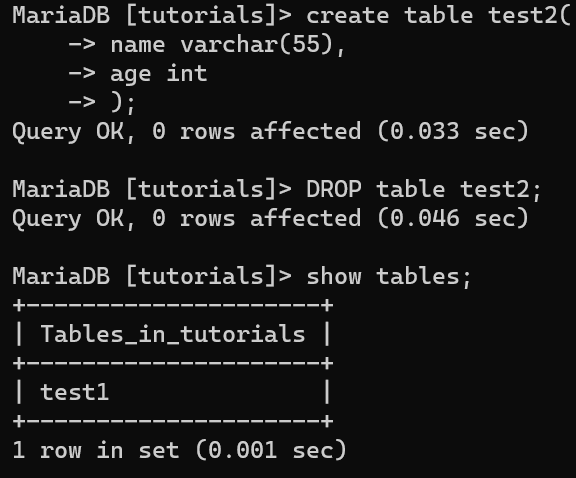 MariaDB [tutorials]> create table test2(
    -> name varchar(55),
    -> age int
    -> );
Query OK, 0 rows affected (0.033 sec)

MariaDB [tutorials]> DROP table test2;
Query OK, 0 rows affected (0.046 sec)

MariaDB [tutorials]> show tables;
+---------------------+
| Tables_in_tutorials |
+---------------------+
| test1               |
+---------------------+
1 row in set (0.001 sec)